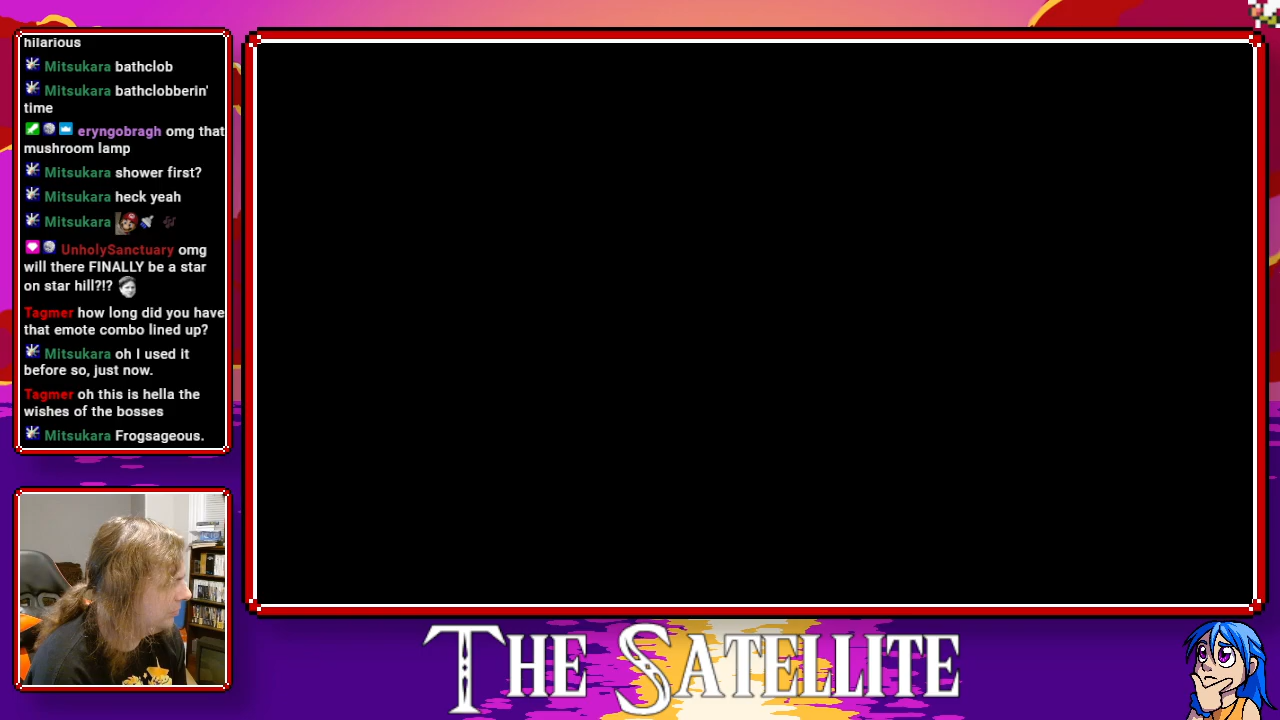 hilarious
Mitsukara bathclob
Mitsukara bathclobberin'
time
eryngobragh omg that
mushroom lamp
Mitsukara shower first?
Mitsukara heck yeah
Mitsukara
UnholySanctuary omg
will there FINALLY be a star
on star hill?!?
Tagmer how long did you have
that emote combo lined up?
Mitsukara oh I used it
before so, just now.
Tagmer oh this is hella the
wishes of the bosses
Mitsukara Frogsageous.
THE SATELLITE